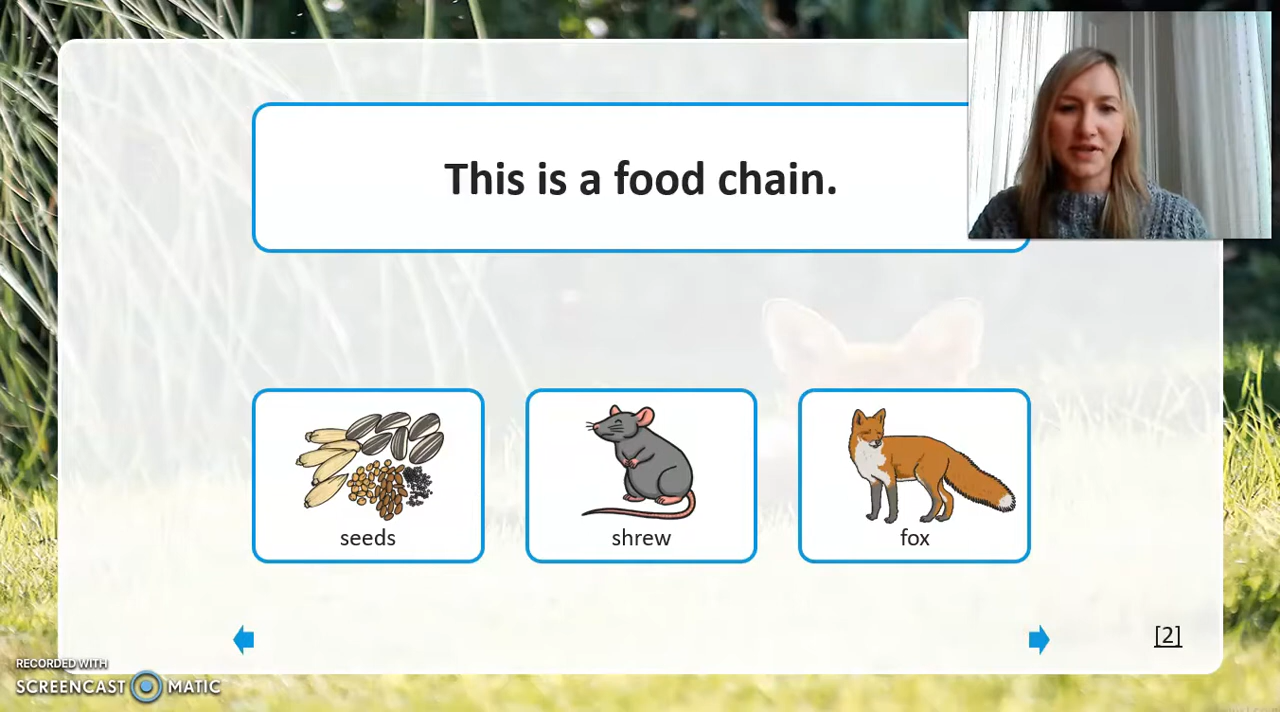 This is a food chain.
seeds
shrew
fox
[2]
RECORDED WITH
SCREENCAST MATIC